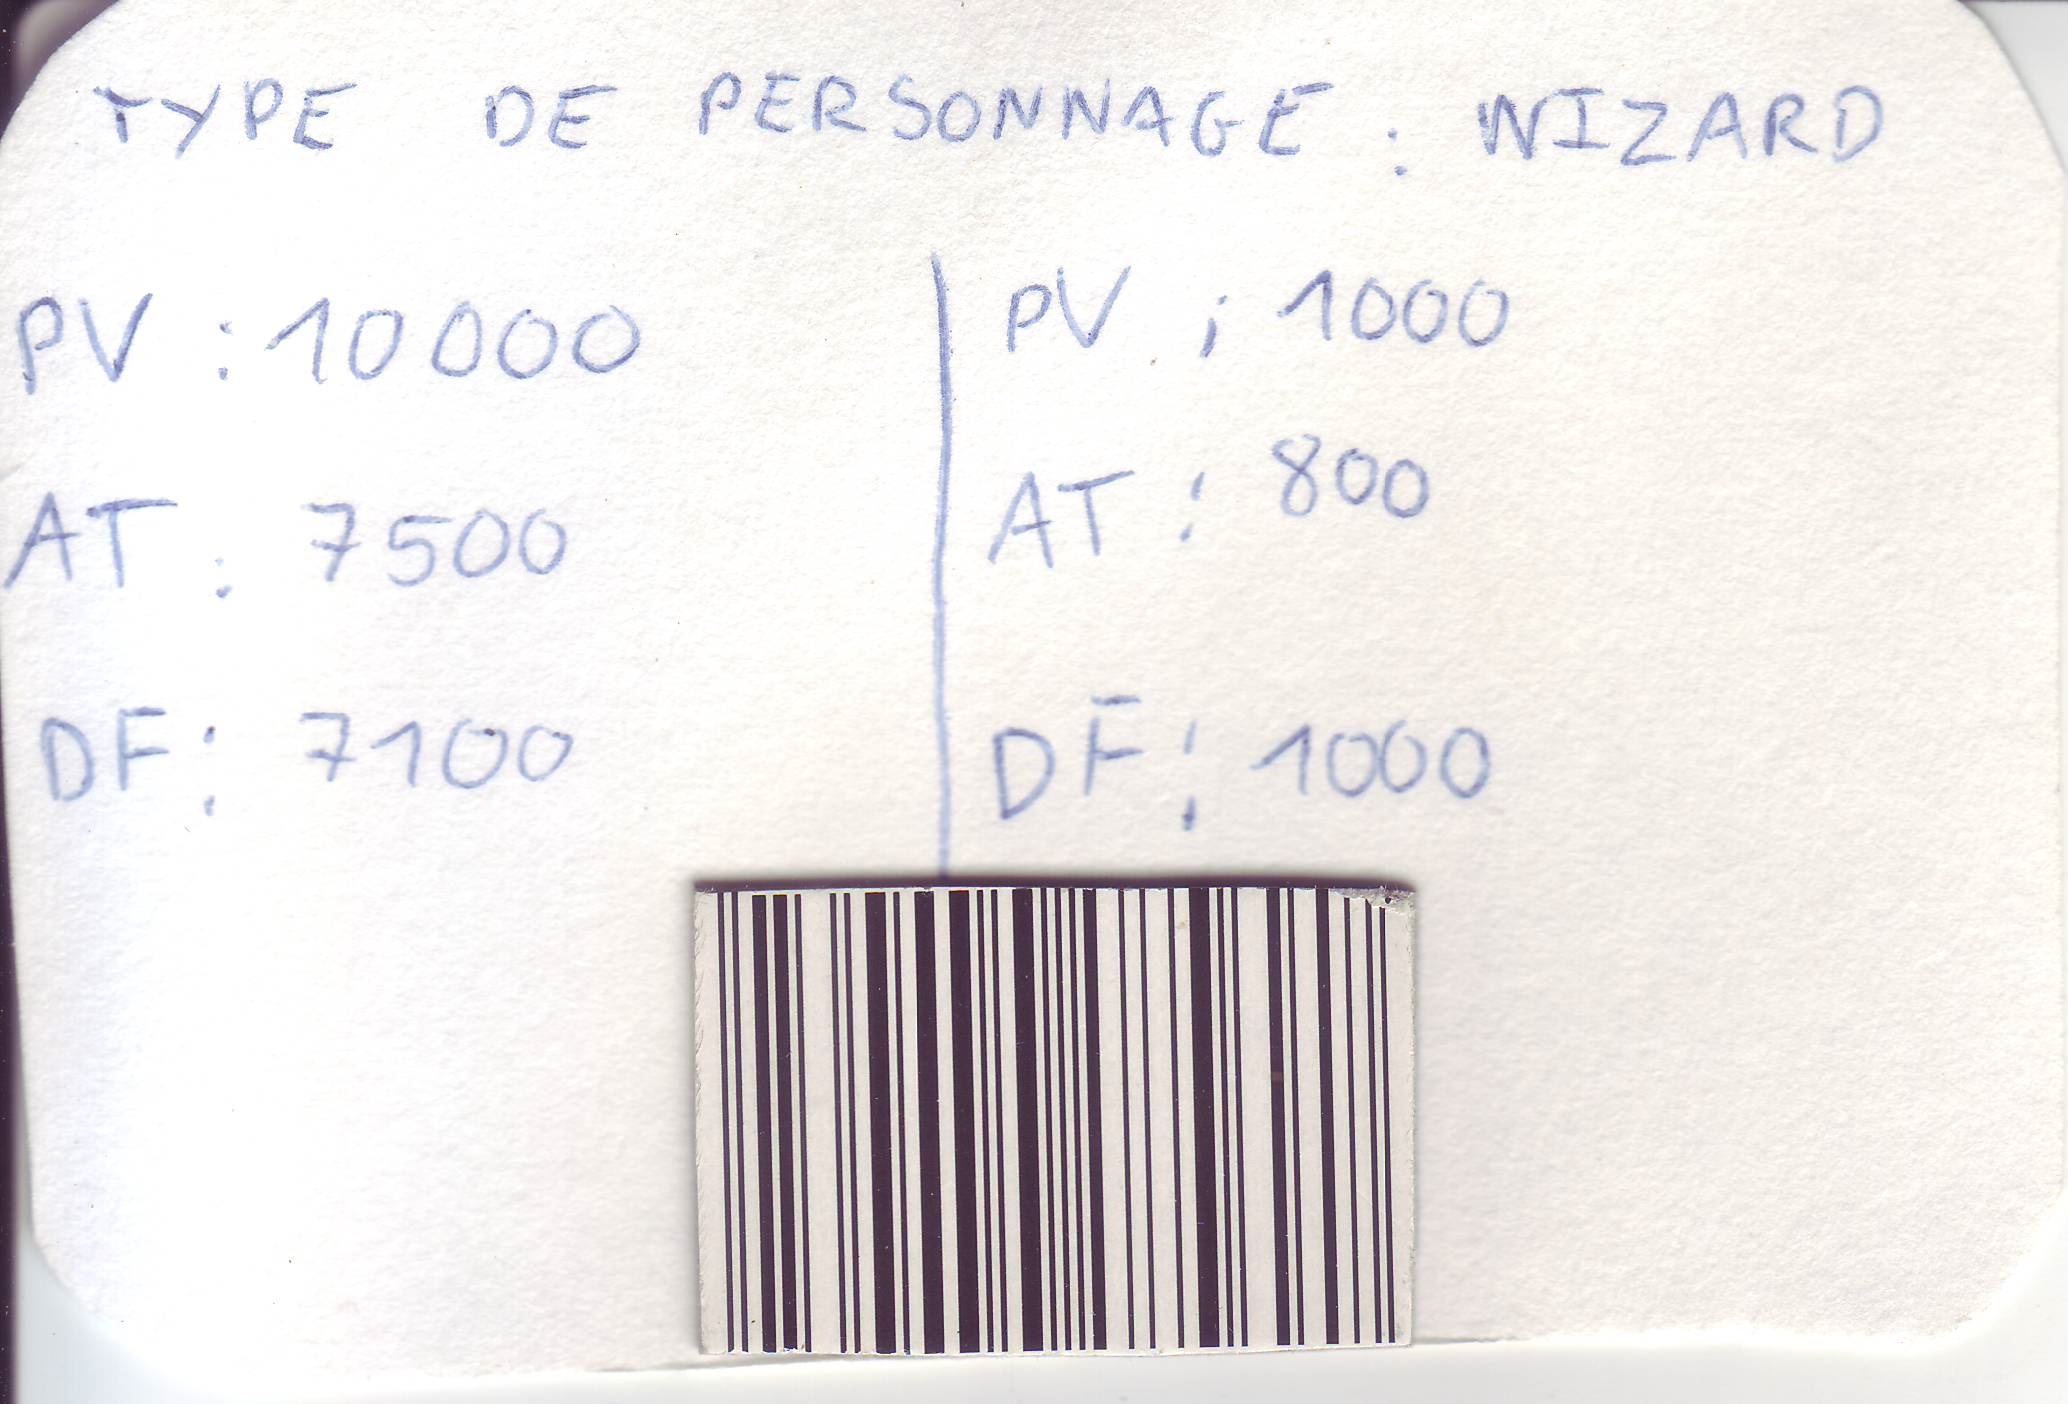 TYPE DE PERSONNAGE : WIZARD
PV : 10000
AT : 7500
DF : 7100
PV : 1000
AT : 800
DF : 1000